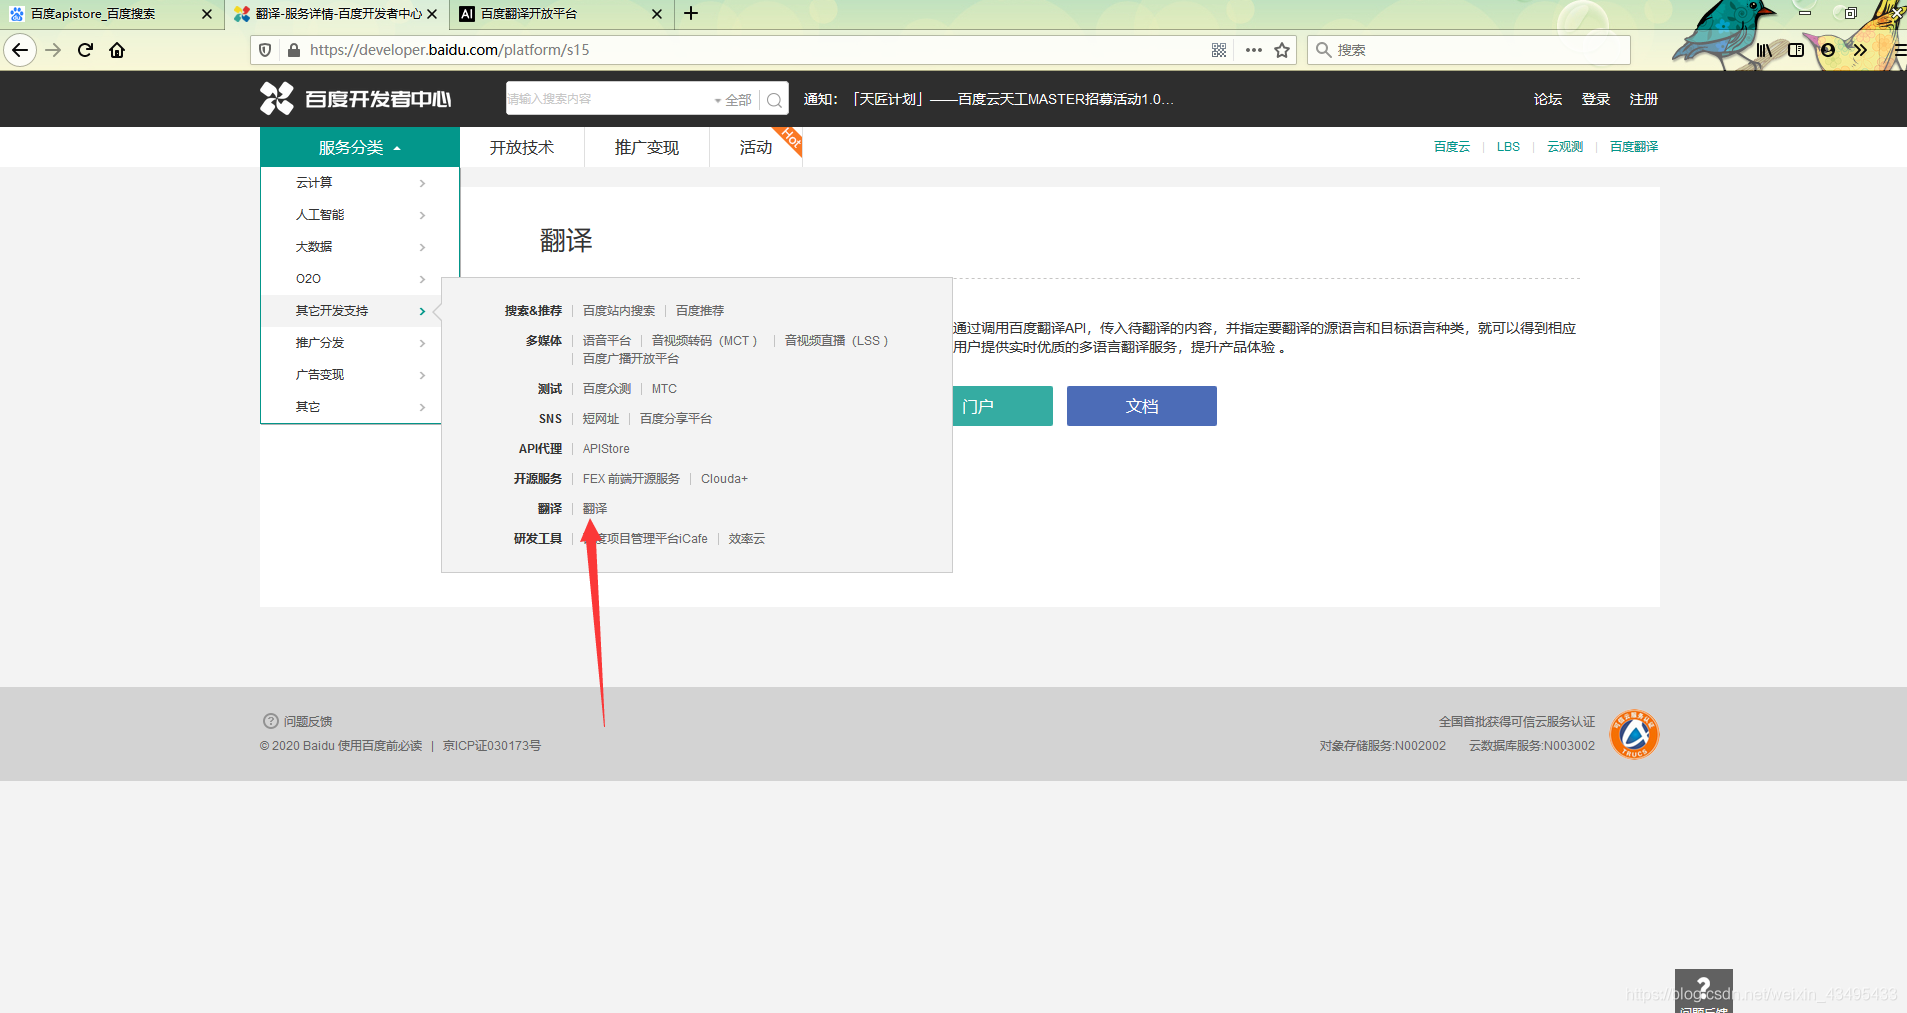 百度apistore_百度搜索
翻译-服务详情-百度开发者中心
AI 百度翻译开放平台
https://developer.baidu.com/platform/s15
搜索
百度开发者中心
请输入搜索内容
全部
通知：「天匠计划」——百度云天工MASTER招募活动1.0...
论坛 登录 注册
服务分类
开放技术
推广变现
活动
Hot
百度云 | LBS | 云观测 | 百度翻译
云计算
人工智能
大数据
O2O
其它开发支持
推广分发
广告变现
其它
翻译
搜索&推荐 | 百度站内搜索 | 百度推荐
多媒体 | 语音平台 | 音视频转码（MCT ） | 音视频直播（LSS ）
| 百度广播开放平台
测试 | 百度众测 | MTC
SNS | 短网址 | 百度分享平台
API代理 | APIStore
开源服务 | FEX 前端开源服务 | Clouda+
翻译 | 翻译
研发工具 | 度项目管理平台iCafe | 效率云
通过调用百度翻译API，传入待翻译的内容，并指定要翻译的源语言和目标语言种类，就可以得到相应
用户提供实时优质的多语言翻译服务，提升产品体验 。
门户
文档
? 问题反馈
© 2020 Baidu 使用百度前必读 | 京ICP证030173号
全国首批获得可信云服务认证
对象存储服务:N002002 云数据库服务:N003002
可信云服务认证
TRUCS
?
问题反馈
https://blog.csdn.net/weixin_43495433